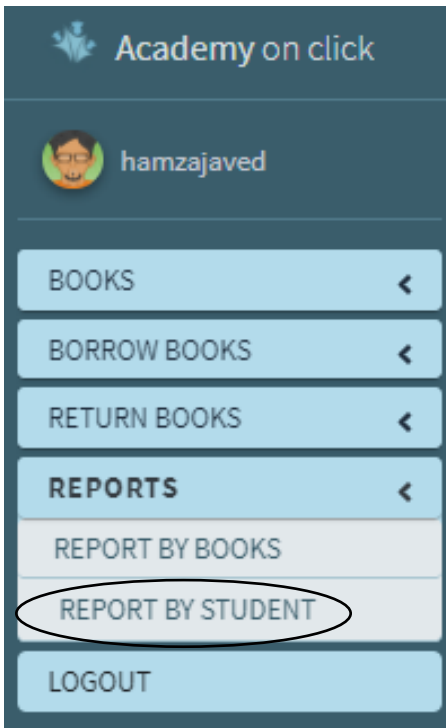 Academy on click
hamzajaved
BOOKS
BORROW BOOKS
RETURN BOOKS
REPORTS
REPORT BY BOOKS
REPORT BY STUDENT
LOGOUT